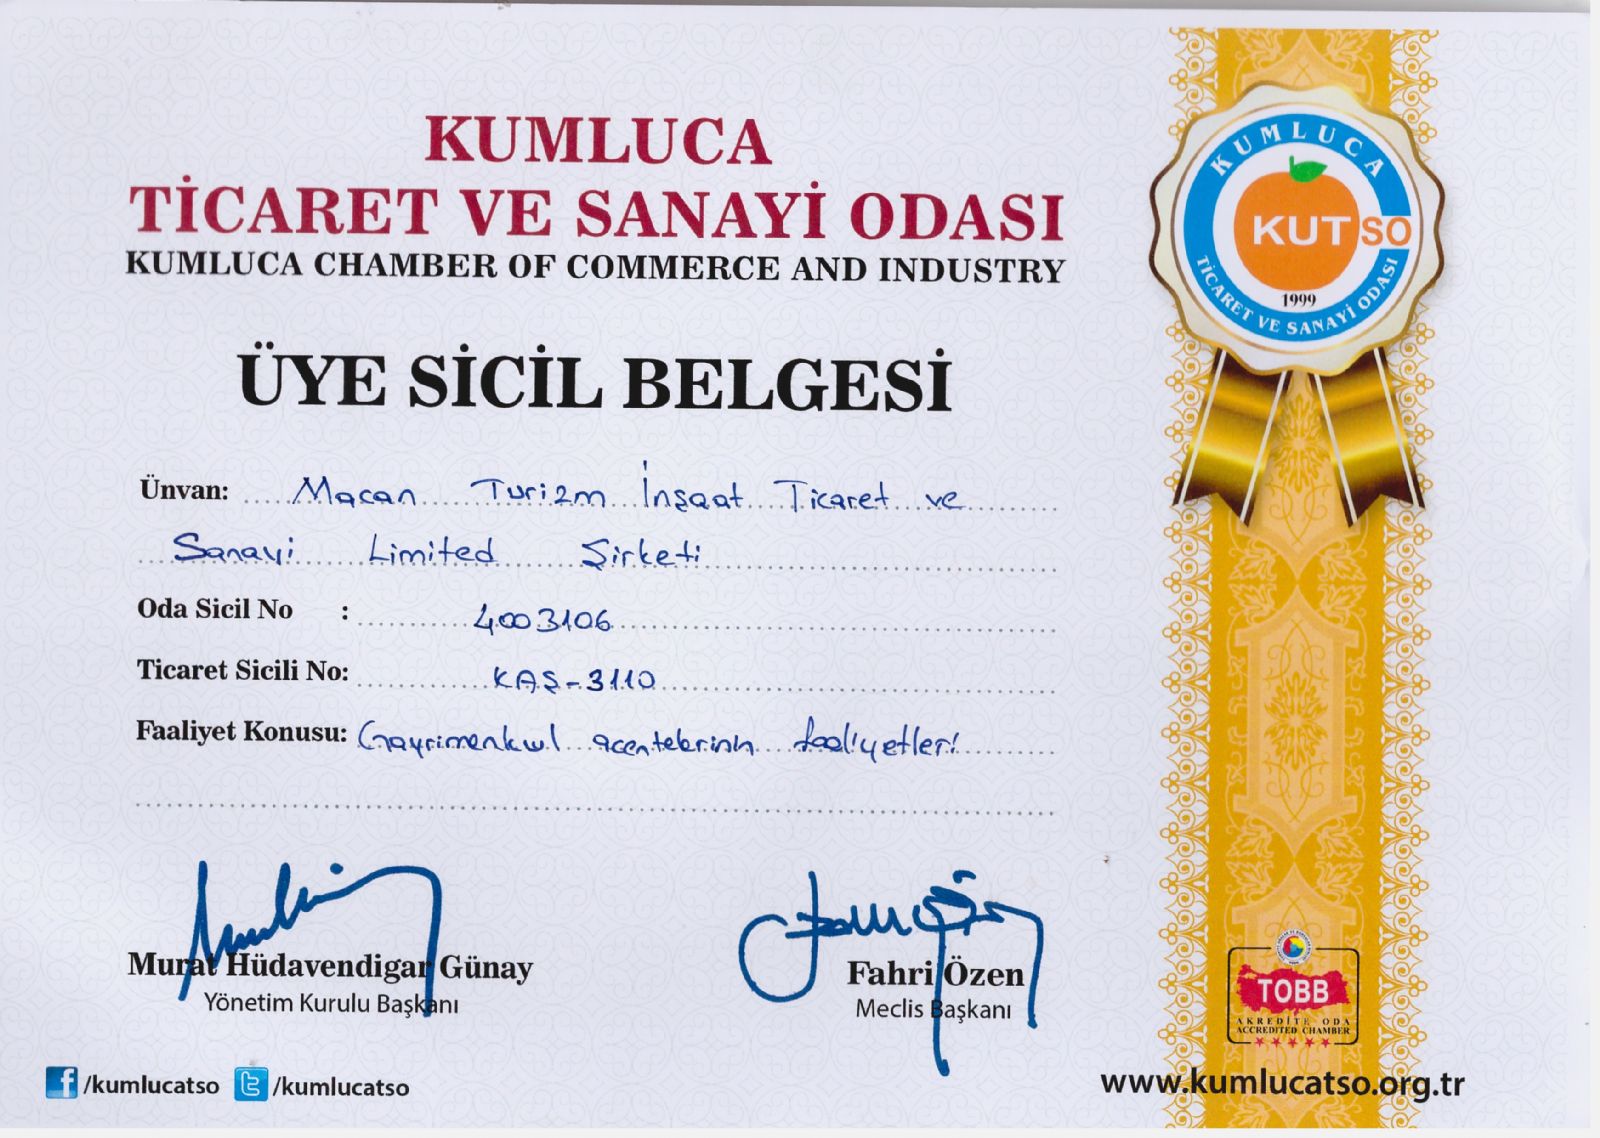 KUMLUCA
TİCARET VE SANAYİ ODASI
KUMLUCA CHAMBER OF COMMERCE AND INDUSTRY
ÜYE SİCİL BELGESİ
Ünvan: Macan Turizm İnşaat Ticaret ve
Sanayi Limited Şirketi
Oda Sicil No : 4003106
Ticaret Sicili No: KAŞ-3110
Faaliyet Konusu: Gayrimenkul acentelerinin faaliyetleri
Murat Hüdavendigar Günay
Yönetim Kurulu Başkanı
Fahri Özen
Meclis Başkanı
/kumlucatso /kumlucatso
www.kumlucatso.org.tr
KUMLUCA
KUTSO
1999
TİCARET VE SANAYİ ODASI
TOBB
AKREDİTE ODA
ACCREDITED CHAMBER